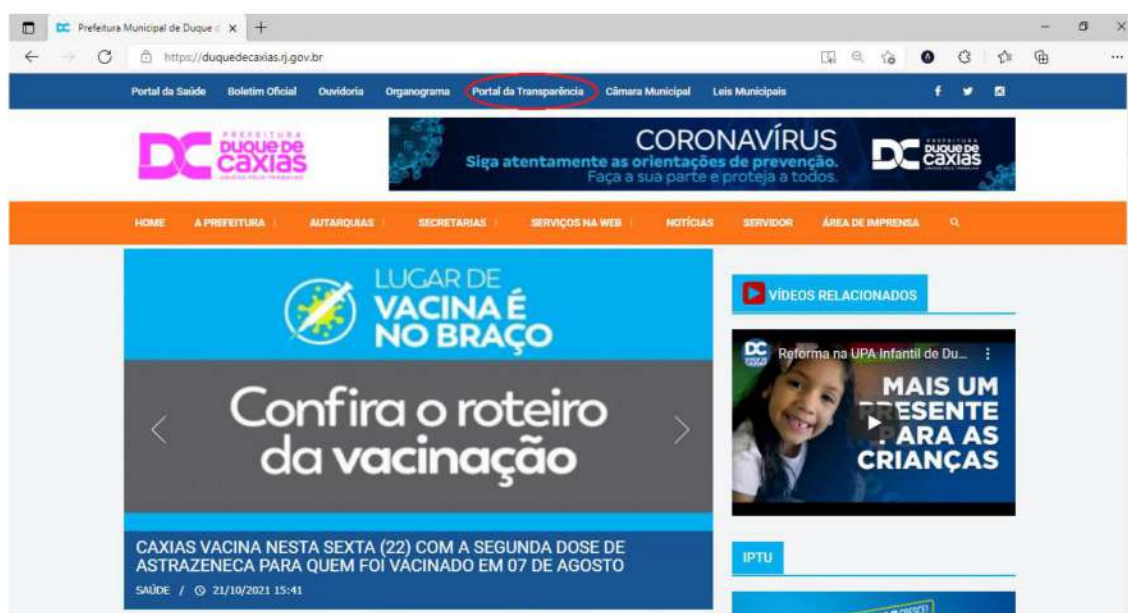 Prefeitura Municipal de Duque
https://duquedecaxias.rj.gov.br
Portal da Saúde Boletim Oficial Ouvidoria Organograma Portal da Transparência Câmara Municipal Leis Municipais
DC PREFEITURA DUQUE DE CAXIAS
CORONAVÍRUS
Siga atentamente as orientações de prevenção.
Faça a sua parte e proteja a todos.
DC PREFEITURA DUQUE DE CAXIAS
HOME A PREFEITURA AUTARQUIAS SECRETARIAS SERVIÇOS NA WEB NOTÍCIAS SERVIDOR ÁREA DE IMPRENSA
LUGAR DE
VACINA É
NO BRAÇO
Confira o roteiro
da vacinação
CAXIAS VACINA NESTA SEXTA (22) COM A SEGUNDA DOSE DE
ASTRAZENECA PARA QUEM FOI VACINADO EM 07 DE AGOSTO
SAÚDE / 21/10/2021 15:41
VÍDEOS RELACIONADOS
DC Reforma na UPA Infantil de Du...
MAIS UM
PRESENTE
PARA AS
CRIANÇAS
IPTU